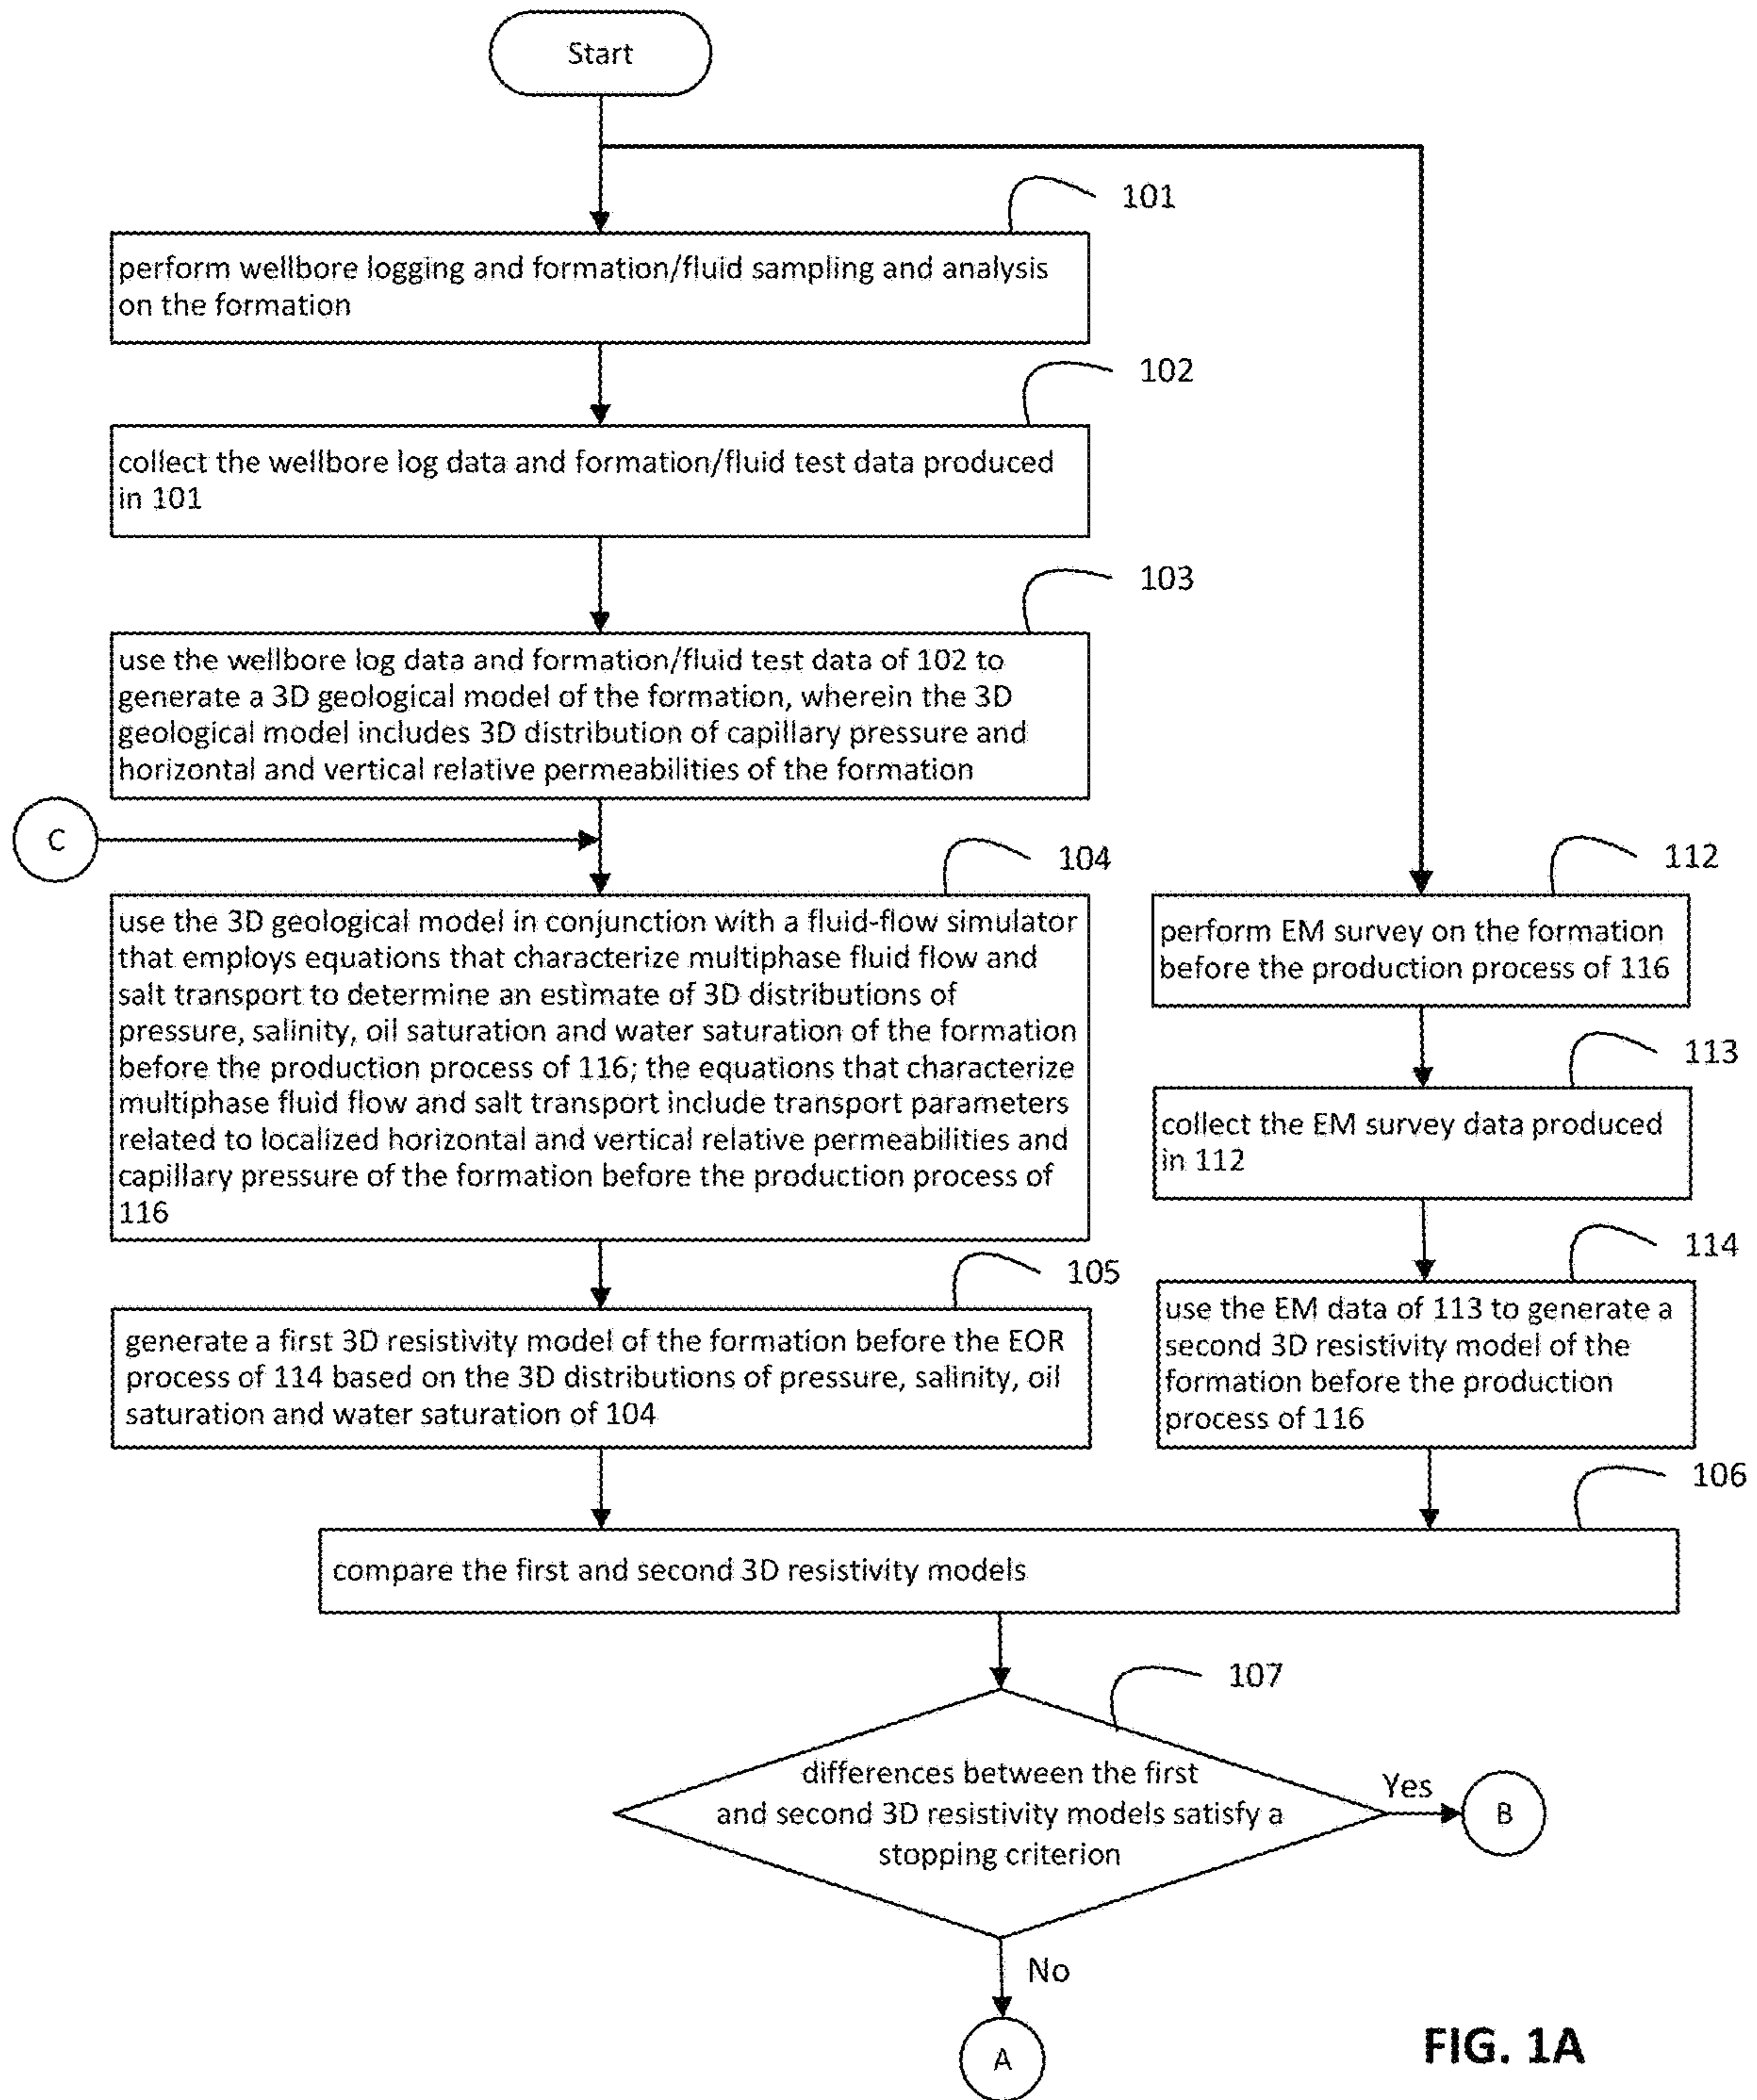 Start
101
perform wellbore logging and formation/fluid sampling and analysis
on the formation
102
collect the wellbore log data and formation/fluid test data produced
in 101
103
use the wellbore log data and formation/fluid test data of 102 to
generate a 3D geological model of the formation, wherein the 3D
geological model includes 3D distribution of capillary pressure and
horizontal and vertical relative permeabilities of the formation
C
104
use the 3D geological model in conjunction with a fluid-flow simulator
that employs equations that characterize multiphase fluid flow and
salt transport to determine an estimate of 3D distributions of
pressure, salinity, oil saturation and water saturation of the formation
before the production process of 116; the equations that characterize
multiphase fluid flow and salt transport include transport parameters
related to localized horizontal and vertical relative permeabilities and
capillary pressure of the formation before the production process of
116
105
generate a first 3D resistivity model of the formation before the EOR
process of 114 based on the 3D distributions of pressure, salinity, oil
saturation and water saturation of 104
112
perform EM survey on the formation
before the production process of 116
113
collect the EM survey data produced
in 112
114
use the EM data of 113 to generate a
second 3D resistivity model of the
formation before the production
process of 116
106
compare the first and second 3D resistivity models
107
differences between the first
and second 3D resistivity models satisfy a
stopping criterion
Yes
B
No
A
FIG. 1A